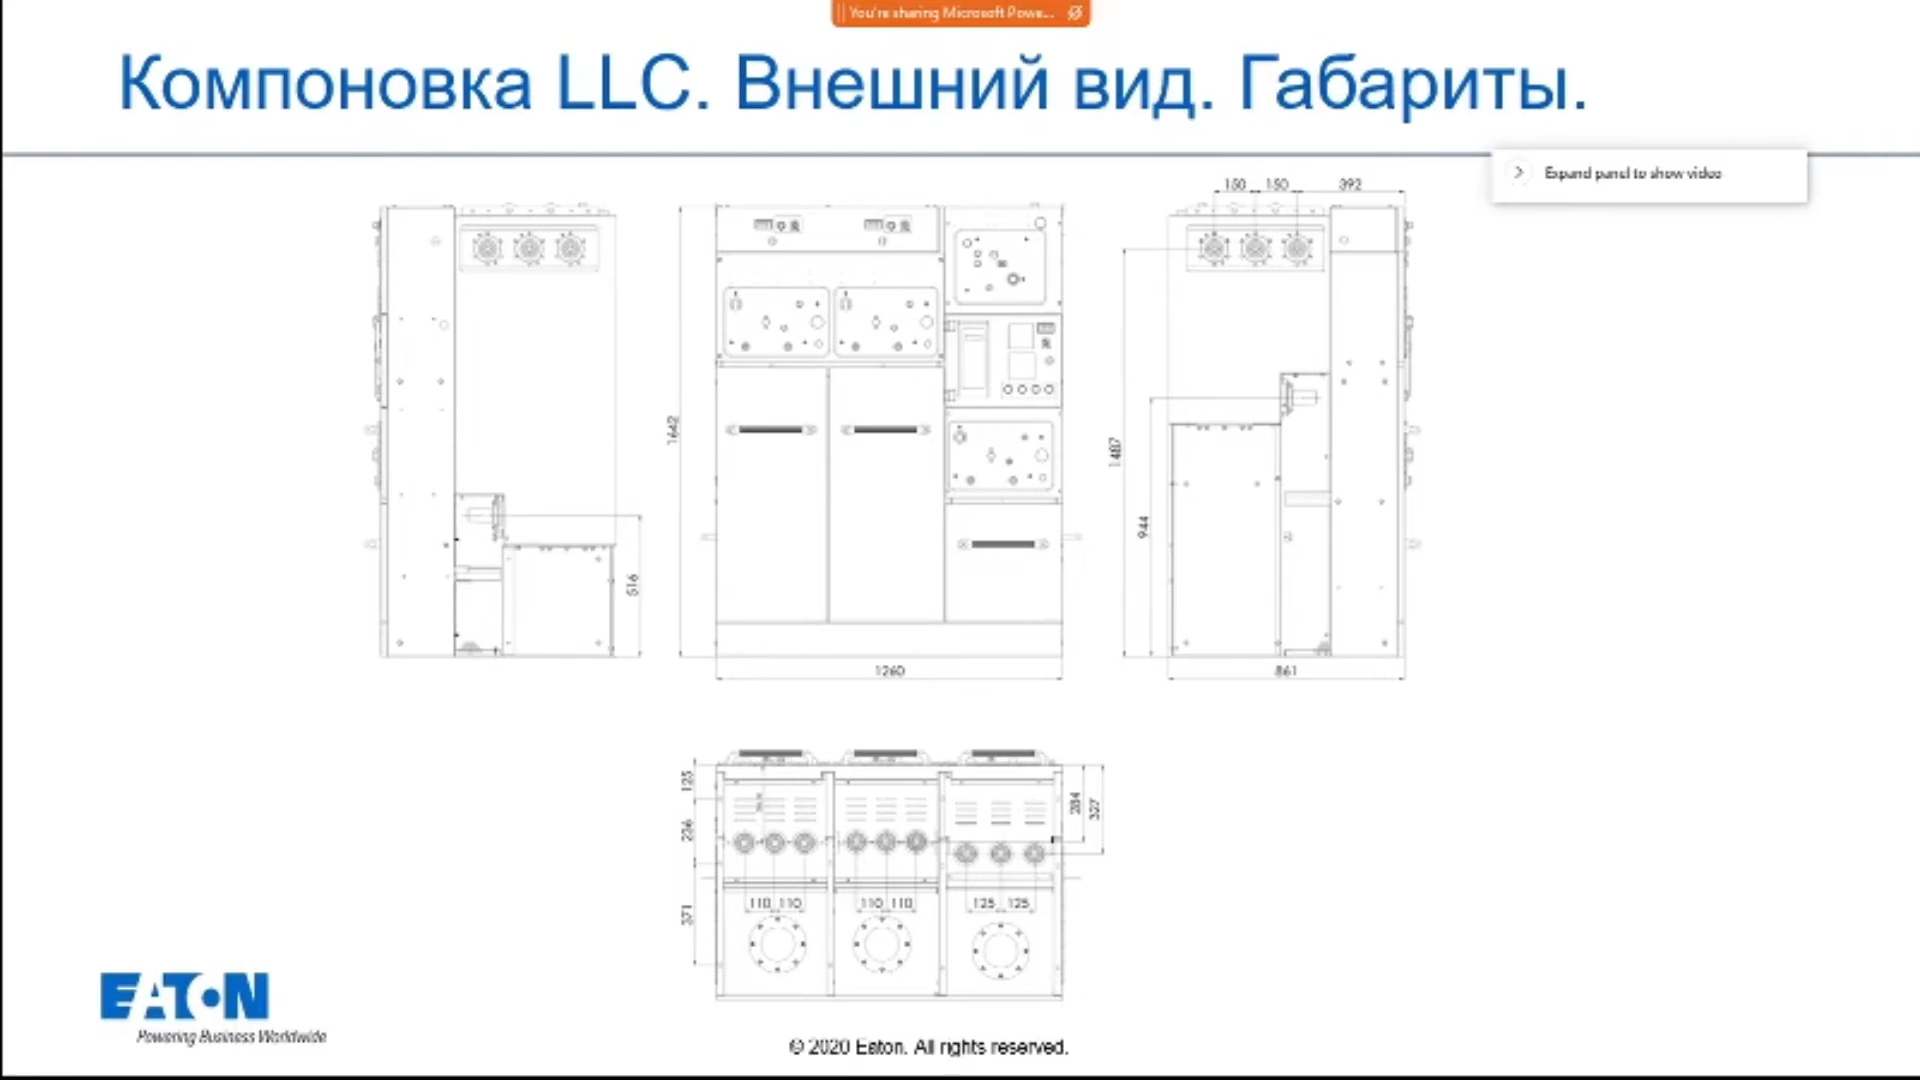 You're sharing Microsoft Powe...
Компоновка LLC. Внешний вид. Габариты.
Expand panel to show video
150 150 392
1642
1487
944
516
1260
861
125
236
371
284
327
110 110
110 110
125 125
EATON
Powering Business Worldwide
© 2020 Eaton. All rights reserved.